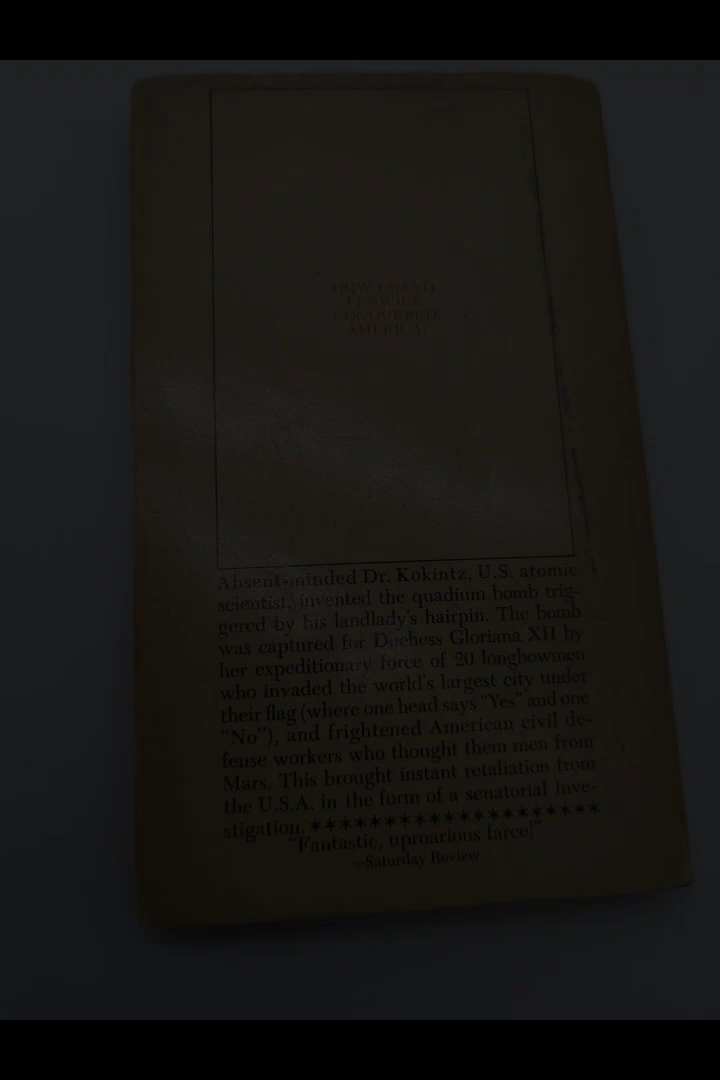 HOW GRAND
FENWICK
CONQUERED
AMERICA!
Absent-minded Dr. Kokintz, U.S. atomic
scientist, invented the quadium bomb trig-
gered by his landlady's hairpin. The bomb
was captured for Duchess Gloriana XII by
her expeditionary force of 20 longbowmen
who invaded the world's largest city under
their flag (where one head says "Yes" and one
"No"), and frightened American civil de-
fense workers who thought them men from
Mars. This brought instant retaliation from
the U.S.A. in the form of a senatorial inve-
stigation. ********************
"Fantastic, uproarious farce!"
—Saturday Review